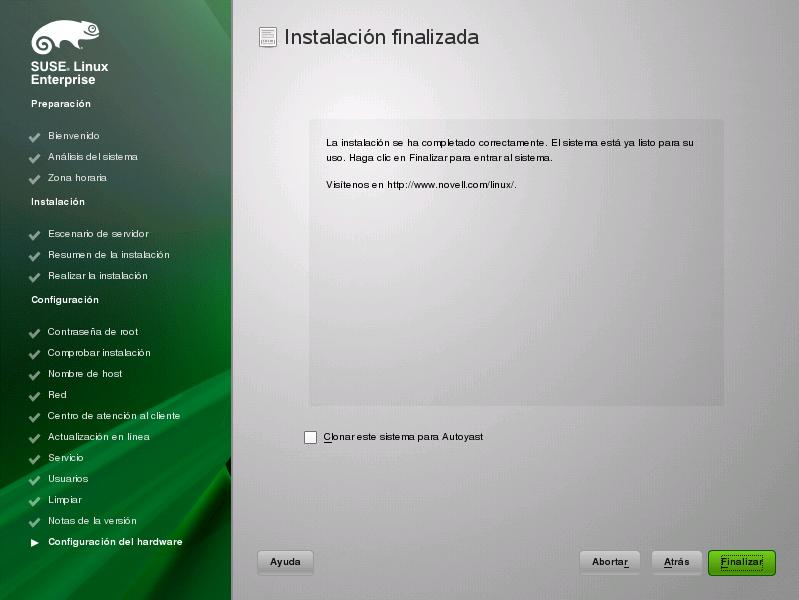 SUSE. Linux
Enterprise
Preparación
Bienvenido
Análisis del sistema
Zona horaria
Instalación
Escenario de servidor
Resumen de la instalación
Realizar la instalación
Configuración
Contraseña de root
Comprobar instalación
Nombre de host
Red
Centro de atención al cliente
Actualización en línea
Servicio
Usuarios
Limpiar
Notas de la versión
Configuración del hardware
Instalación finalizada
La instalación se ha completado correctamente. El sistema está ya listo para su
uso. Haga clic en Finalizar para entrar al sistema.
Visítenos en http://www.novell.com/linux/.
Clonar este sistema para Autoyast
Ayuda
Abortar
Atrás
Finalizar